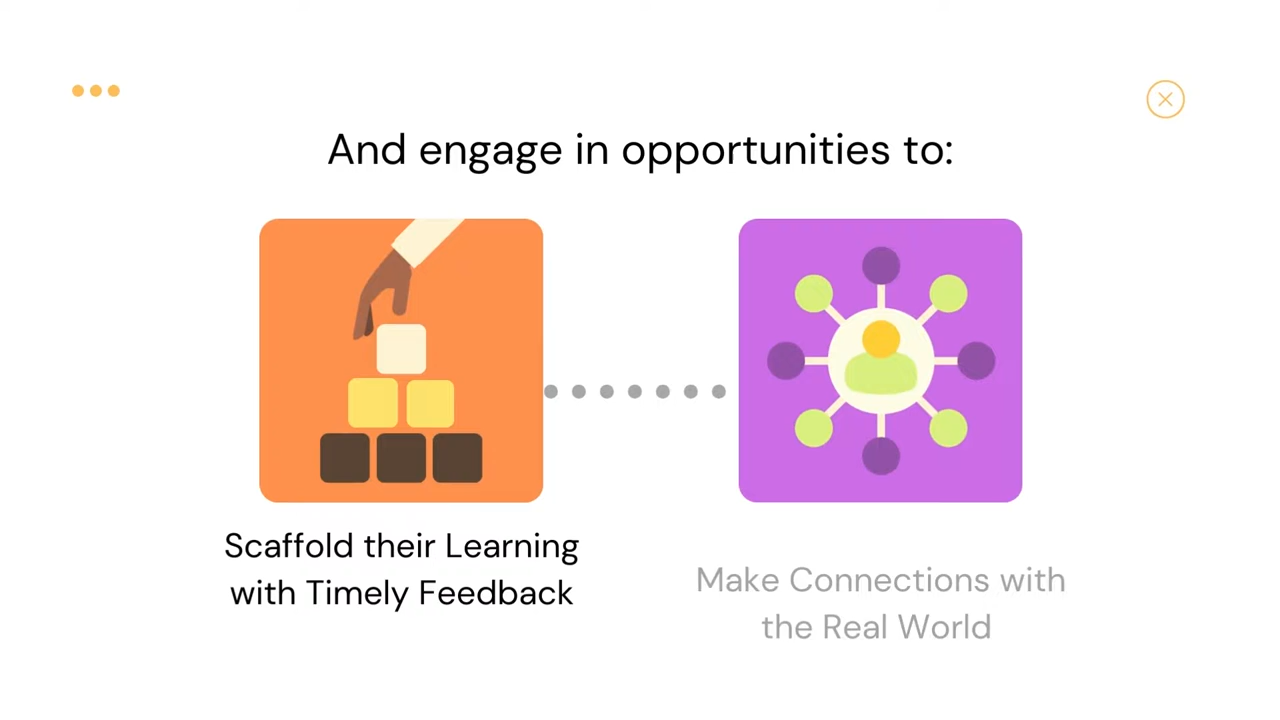 And engage in opportunities to:
Scaffold their Learning
with Timely Feedback
Make Connections with
the Real World